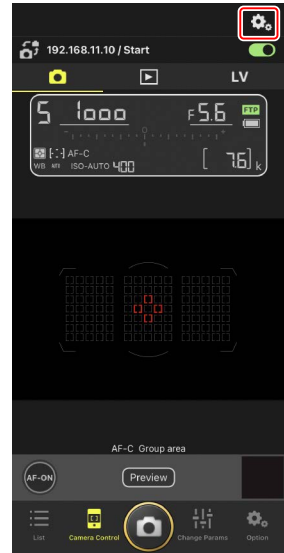 192.168.11.10 / Start
LV
S 1000 F5.6 FTP
AF-C [ 7.6] k
WB AUTO ISO-AUTO 400
AF-C Group area
AF-ON Preview
List Camera Control Change Params Option